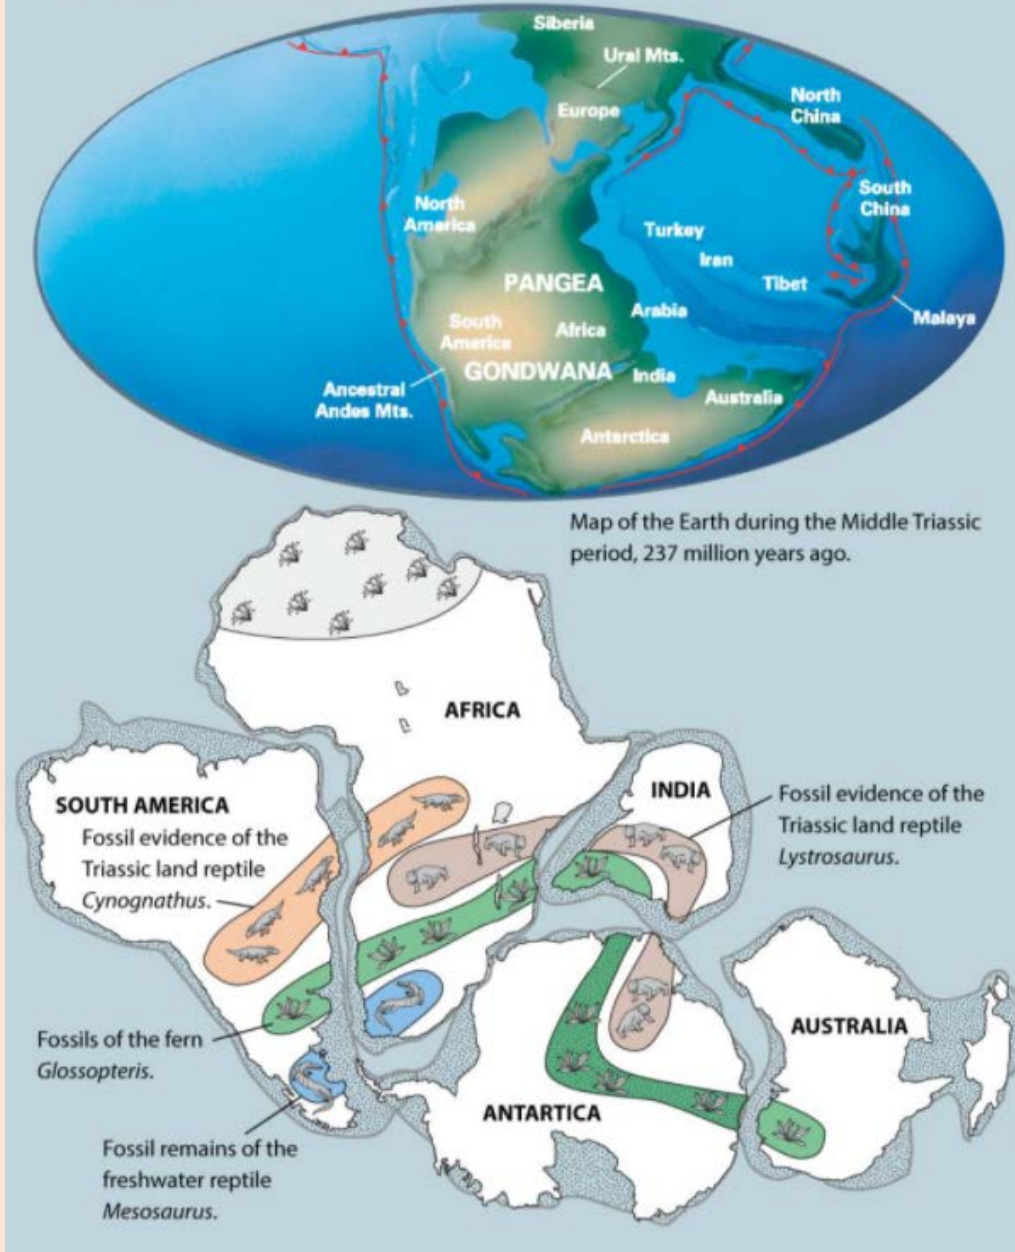 Siberia
Ural Mts.
Europe
North
China
North
America
South
China
Turkey
Iran
Tibet
PANGEA
Arabia
Malaya
South
America
Africa
GONDWANA
India
Ancestral
Andes Mts.
Australia
Antarctica
Map of the Earth during the Middle Triassic
period, 237 million years ago.
AFRICA
SOUTH AMERICA
Fossil evidence of the
Triassic land reptile
Cynognathus.
INDIA
Fossil evidence of the
Triassic land reptile
Lystrosaurus.
Fossils of the fern
Glossopteris.
AUSTRALIA
ANTARTICA
Fossil remains of the
freshwater reptile
Mesosaurus.